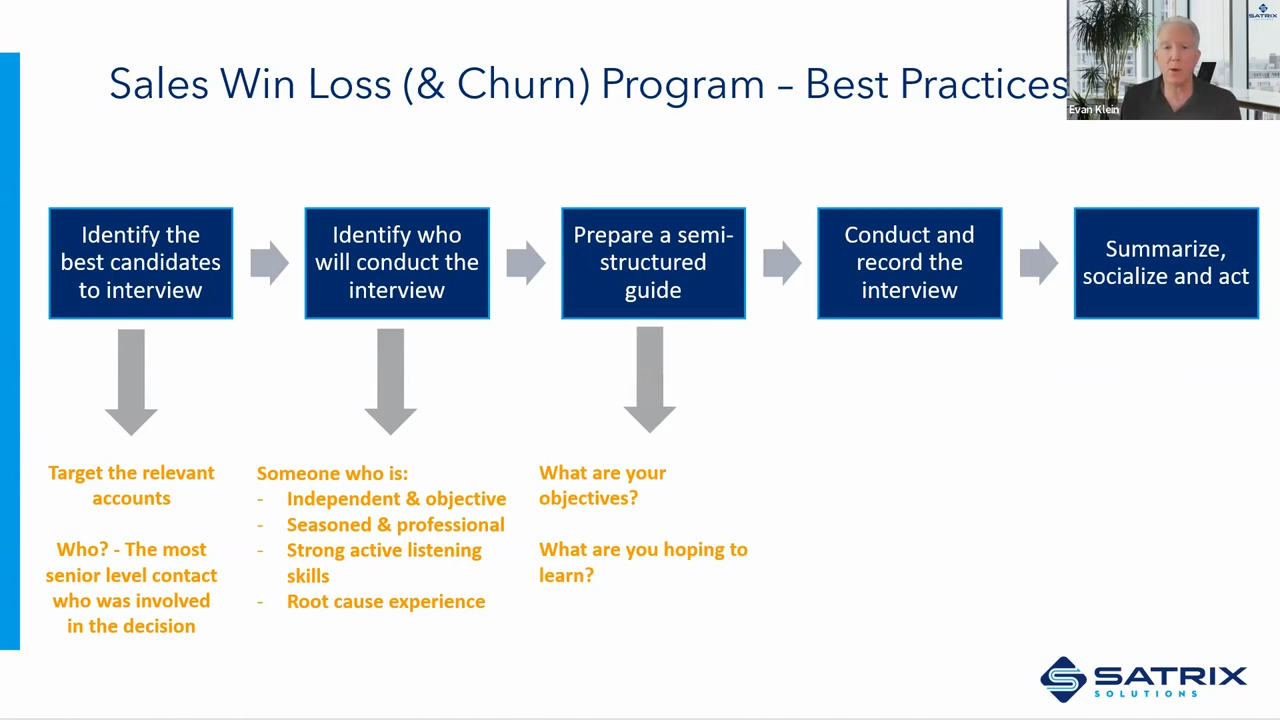 Sales Win Loss (& Churn) Program – Best Practices
SATRIX
Evan Klein
Identify the
best candidates
to interview
Identify who
will conduct the
interview
Prepare a semi-
structured
guide
Conduct and
record the
interview
Summarize,
socialize and act
Target the relevant
accounts
Who? - The most
senior level contact
who was involved
in the decision
Someone who is:
- Independent & objective
- Seasoned & professional
- Strong active listening
skills
- Root cause experience
What are your
objectives?
What are you hoping to
learn?
SATRIX
SOLUTIONS